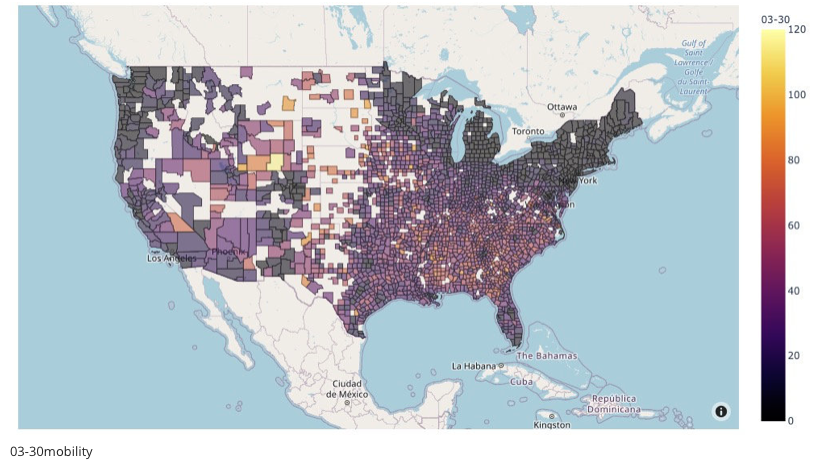 03-30
120
100
80
60
40
20
0
Gulf of
Saint
Lawrence /
Golfe
du Saint
Laurent
Ottawa
Toronto
New York
Los Angeles
Phoenix
La Habana
The Bahamas
Cuba
Ciudad
de México
República
Dominicana
Kingston
03-30mobility